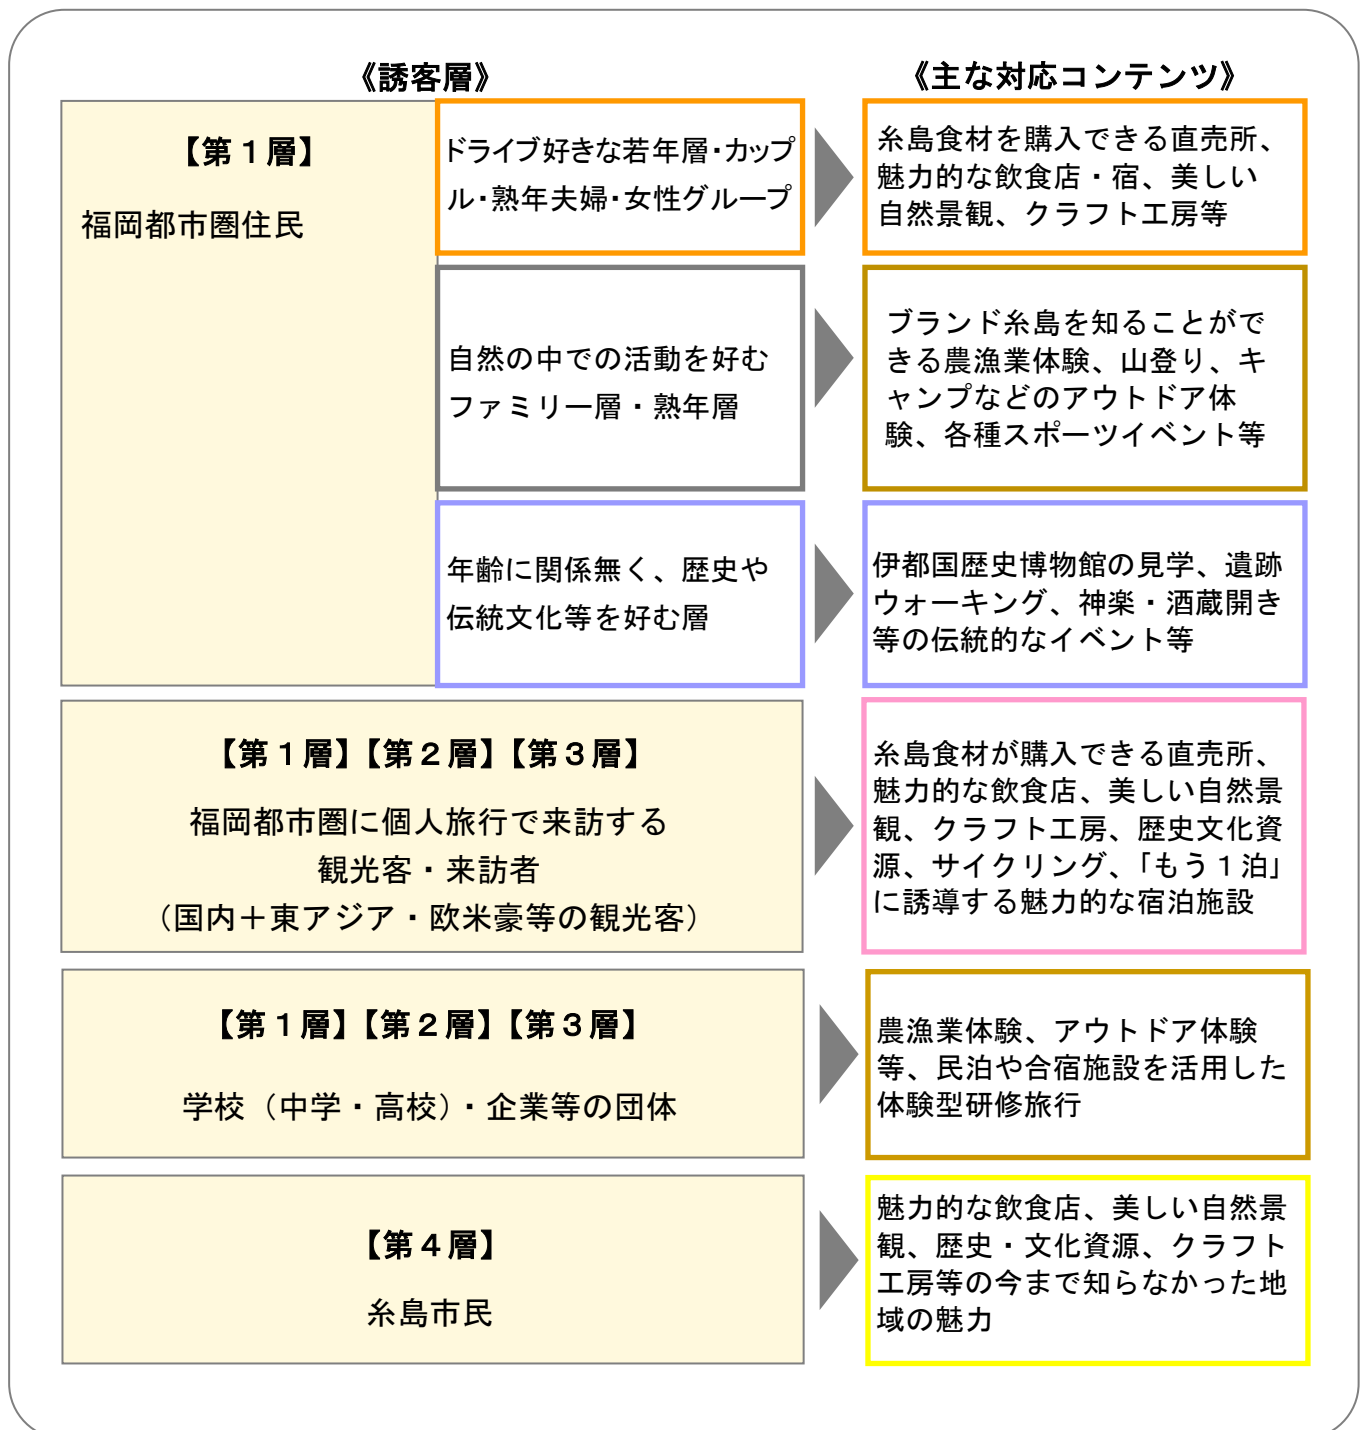 《誘客層》
《主な対応コンテンツ》
【第１層】
福岡都市圏住民
ドライブ好きな若年層・カップ
ル・熟年夫婦・女性グループ
糸島食材を購入できる直売所、
魅力的な飲食店・宿、美しい
自然景観、クラフト工房等
自然の中での活動を好む
ファミリー層・熟年層
ブランド糸島を知ることがで
きる農漁業体験、山登り、キ
ャンプなどのアウトドア体
験、各種スポーツイベント等
年齢に関係無く、歴史や
伝統文化等を好む層
伊都国歴史博物館の見学、遺跡
ウォーキング、神楽・酒蔵開き
等の伝統的なイベント等
【第１層】【第２層】【第３層】
福岡都市圏に個人旅行で来訪する
観光客・来訪者
（国内＋東アジア・欧米豪等の観光客）
糸島食材が購入できる直売所、
魅力的な飲食店、美しい自然景
観、クラフト工房、歴史文化資
源、サイクリング、「もう１泊」
に誘導する魅力的な宿泊施設
【第１層】【第２層】【第３層】
学校（中学・高校）・企業等の団体
農漁業体験、アウトドア体験
等、民泊や合宿施設を活用した
体験型研修旅行
【第４層】
糸島市民
魅力的な飲食店、美しい自然景
観、歴史・文化資源、クラフト
工房等の今まで知らなかった地
域の魅力